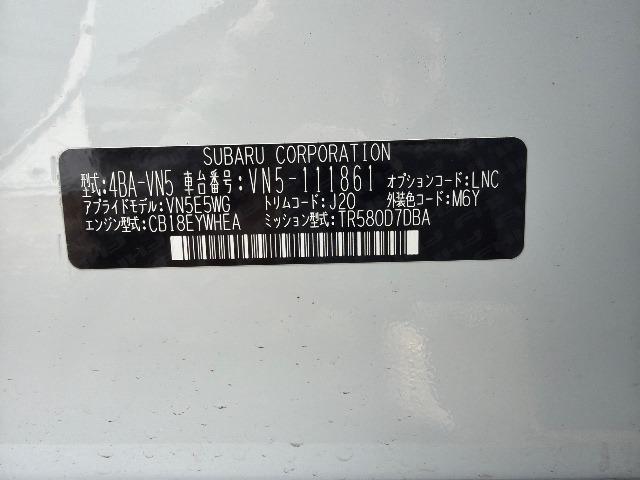 SUBARU CORPORATION
型式:4BA-VN5 車台番号:VN5-111861 オプションコード:LNC
アプライドモデル:VN5E5WG トリムコード:J20 外装色コード:M6Y
エンジン型式:CB18EYWHEA ミッション型式:TR580D7DBA